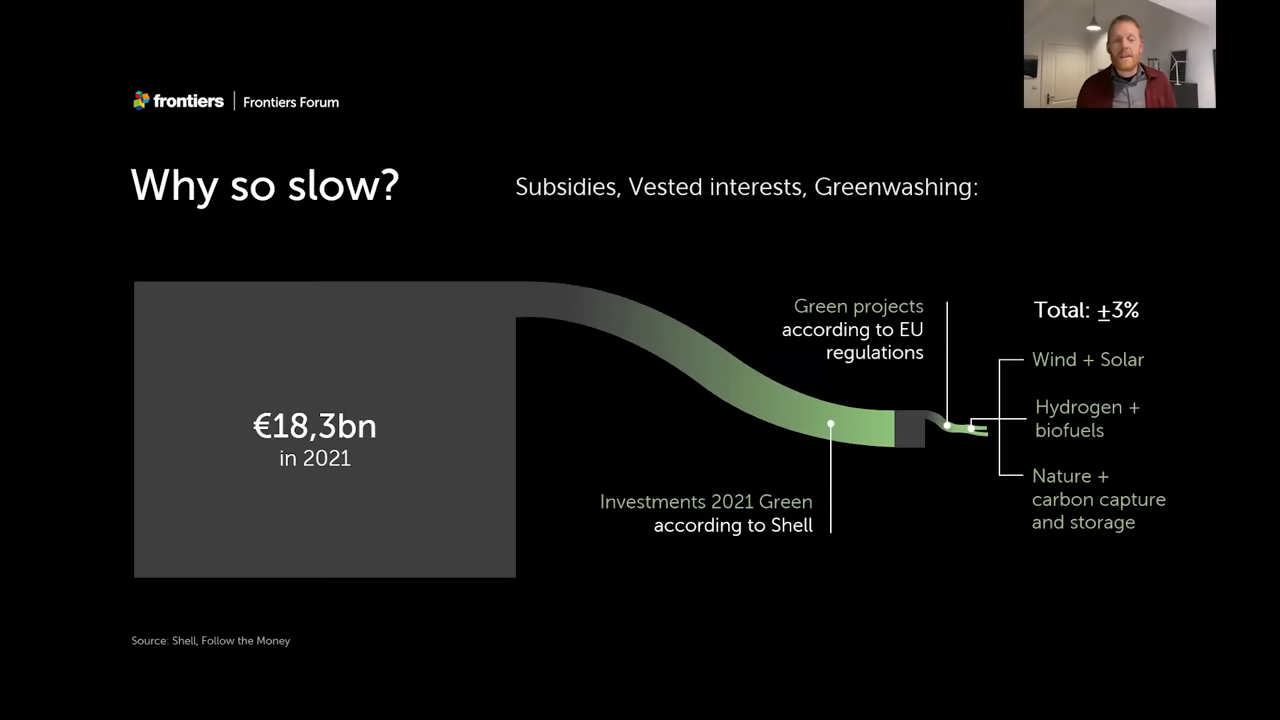 frontiers | Frontiers Forum
Why so slow?
Subsidies, Vested interests, Greenwashing:
Green projects
according to EU
regulations
Total: ±3%
Wind + Solar
Hydrogen +
biofuels
Nature +
carbon capture
and storage
€18,3bn
in 2021
Investments 2021 Green
according to Shell
Source: Shell, Follow the Money